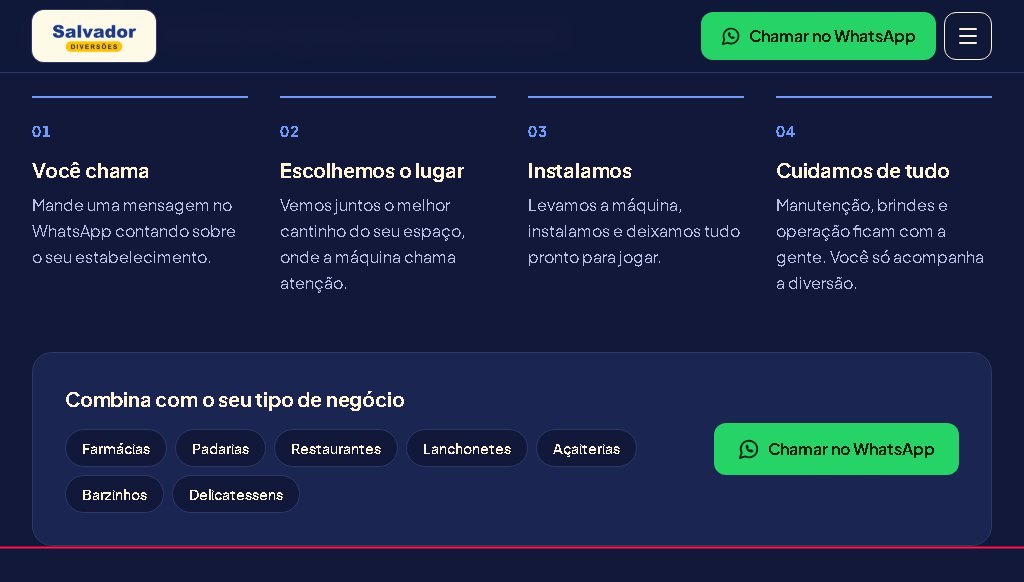 Salvador
DIVERSÕES
Chamar no WhatsApp
01
Você chama
Mande uma mensagem no
WhatsApp contando sobre
o seu estabelecimento.
02
Escolhemos o lugar
Vemos juntos o melhor
cantinho do seu espaço,
onde a máquina chama
atenção.
03
Instalamos
Levamos a máquina,
instalamos e deixamos tudo
pronto para jogar.
04
Cuidamos de tudo
Manutenção, brindes e
operação ficam com a
gente. Você só acompanha
a diversão.
Combina com o seu tipo de negócio
Farmácias
Padarias
Restaurantes
Lanchonetes
Açaiterias
Barzinhos
Delicatessens
Chamar no WhatsApp